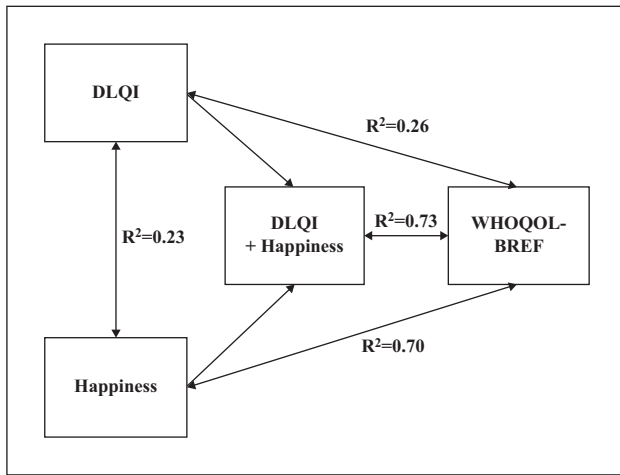 DLQI
R²=0.26
DLQI
+ Happiness
R²=0.73
WHOQOL-
BREF
R²=0.23
R²=0.70
Happiness